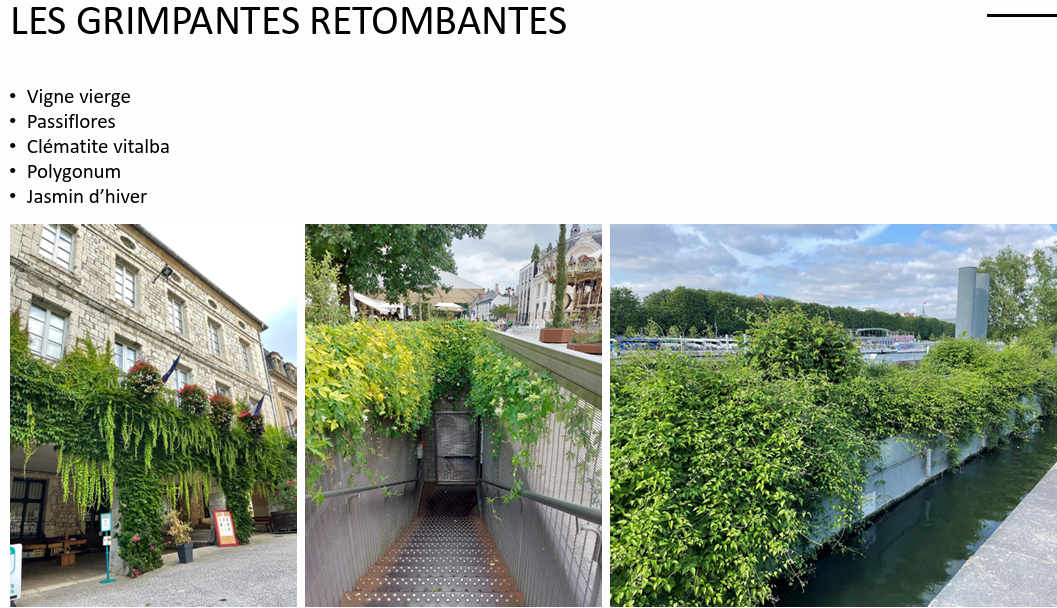 LES GRIMPANTES RETOMBANTES
• Vigne vierge
• Passiflores
• Clématite vitalba
• Polygonum
• Jasmin d’hiver